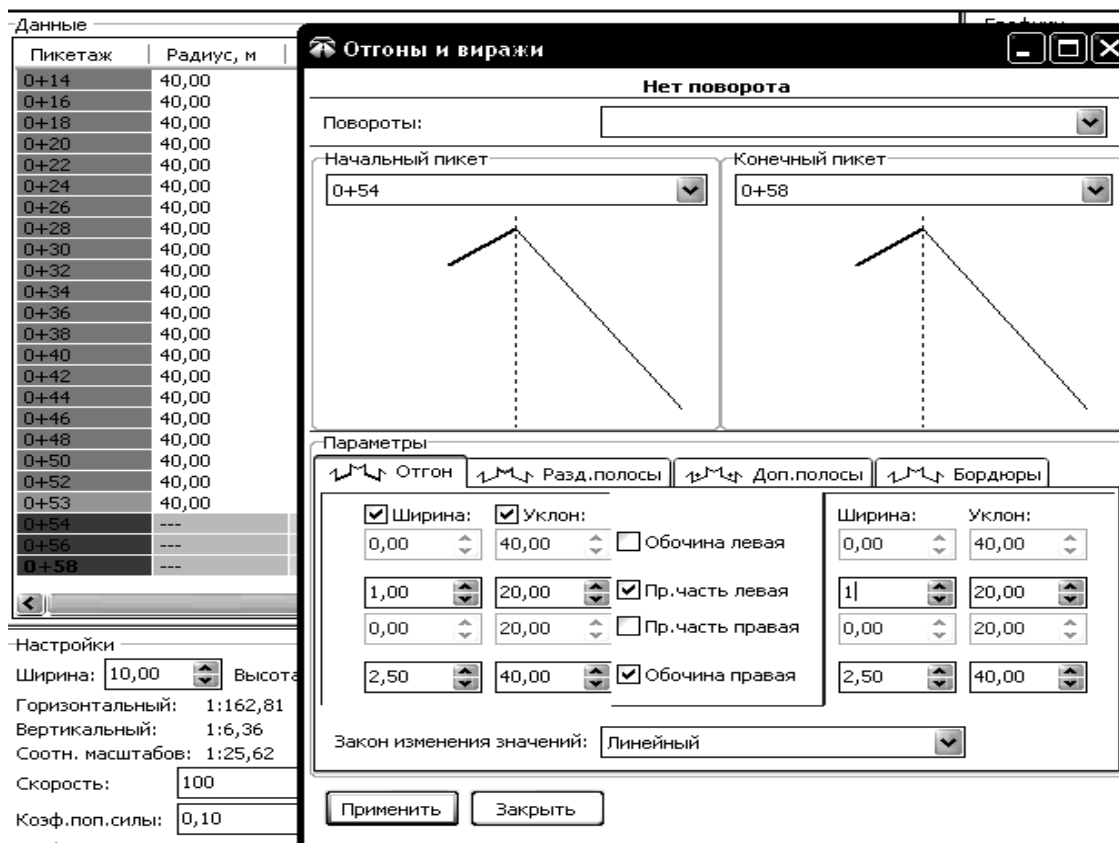 Данные
Пикетаж Радиус, м
0+14 40,00
0+16 40,00
0+18 40,00
0+20 40,00
0+22 40,00
0+24 40,00
0+26 40,00
0+28 40,00
0+30 40,00
0+32 40,00
0+34 40,00
0+36 40,00
0+38 40,00
0+40 40,00
0+42 40,00
0+44 40,00
0+46 40,00
0+48 40,00
0+50 40,00
0+52 40,00
0+53 40,00
0+54 ---
0+56 ---
0+58 ---
Настройки
Ширина: 10,00 Высота
Горизонтальный: 1:162,81
Вертикальный: 1:6,36
Соотн. масштабов: 1:25,62
Скорость: 100
Коэф.поп.силы: 0,10
Отгоны и виражи
Нет поворота
Повороты:
Начальный пикет Конечный пикет
0+54 0+58
Параметры
Отгон Разд.полосы Доп.полосы Бордюры
Ширина: Уклон: Ширина: Уклон:
0,00 40,00 Обочина левая 0,00 40,00
1,00 20,00 Пр.часть левая 1 20,00
0,00 20,00 Пр.часть правая 0,00 20,00
2,50 40,00 Обочина правая 2,50 40,00
Закон изменения значений: Линейный
Применить Закрыть